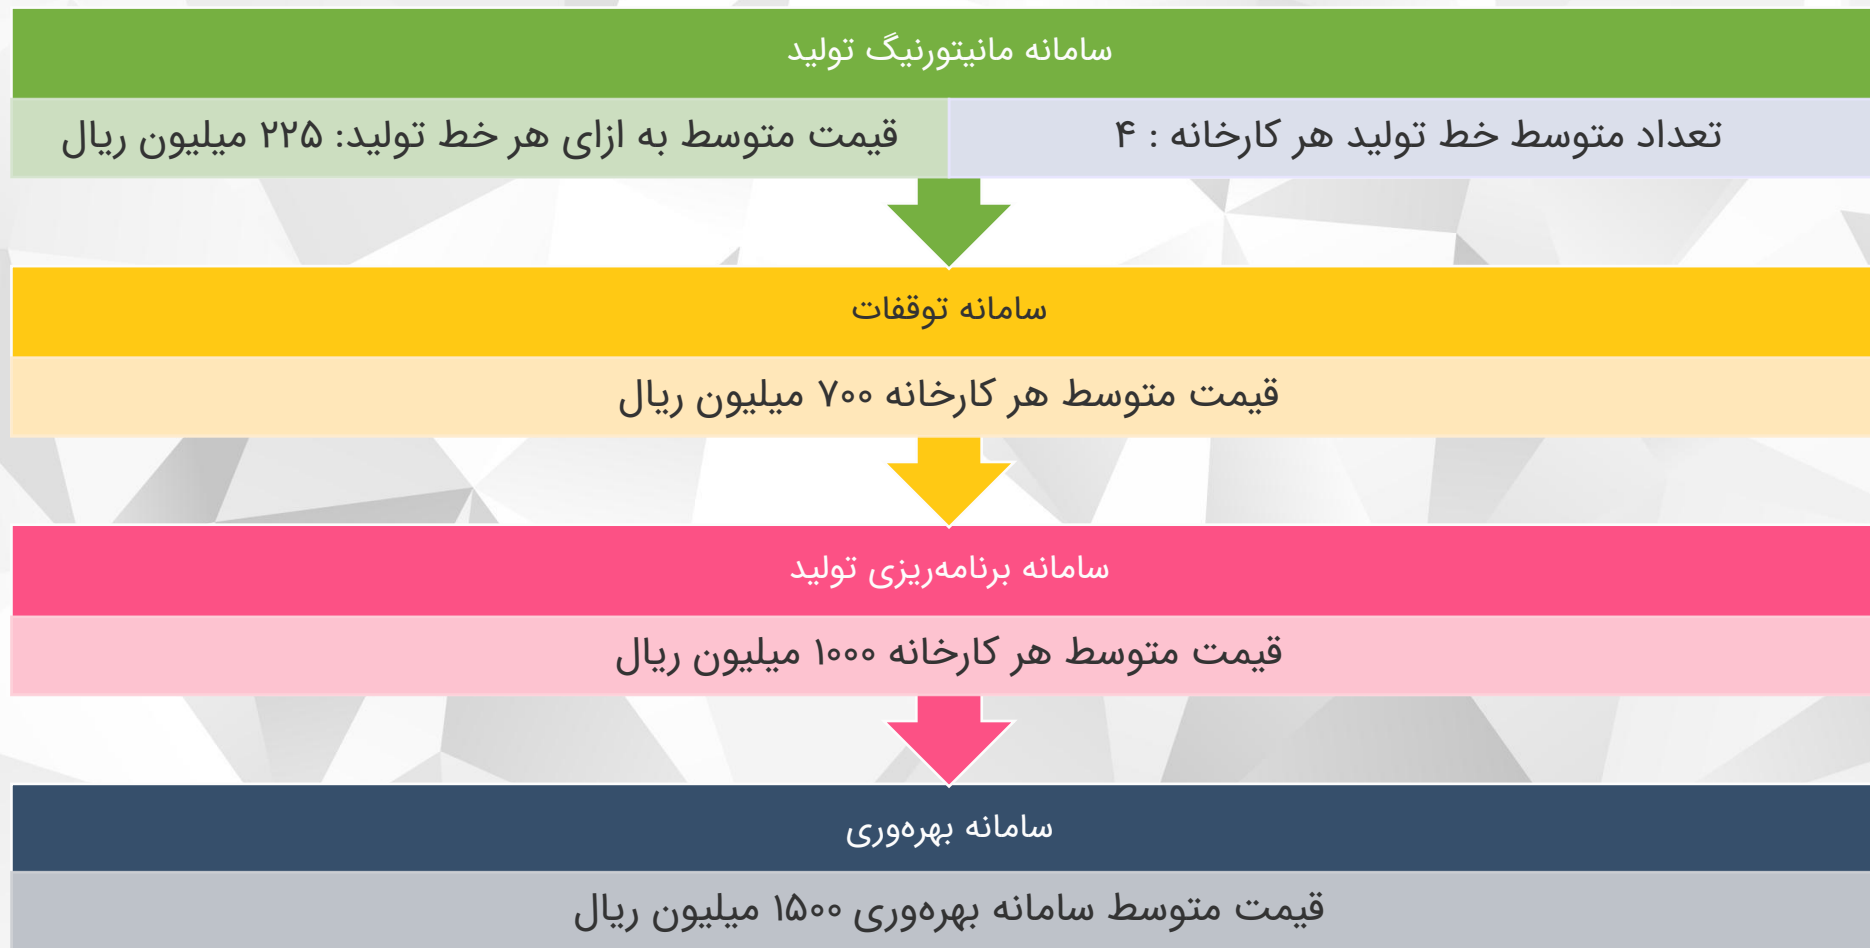 سامانه مانیتورنیگ تولید
تعداد متوسط خط تولید هر کارخانه : ۴
قیمت متوسط به ازای هر خط تولید: ۲۲۵ میلیون ریال
سامانه توقفات
قیمت متوسط هر کارخانه ۷۰۰ میلیون ریال
سامانه برنامه‌ریزی تولید
قیمت متوسط هر کارخانه ۱۰۰۰ میلیون ریال
سامانه بهره‌وری
قیمت متوسط سامانه بهره‌وری ۱۵۰۰ میلیون ریال